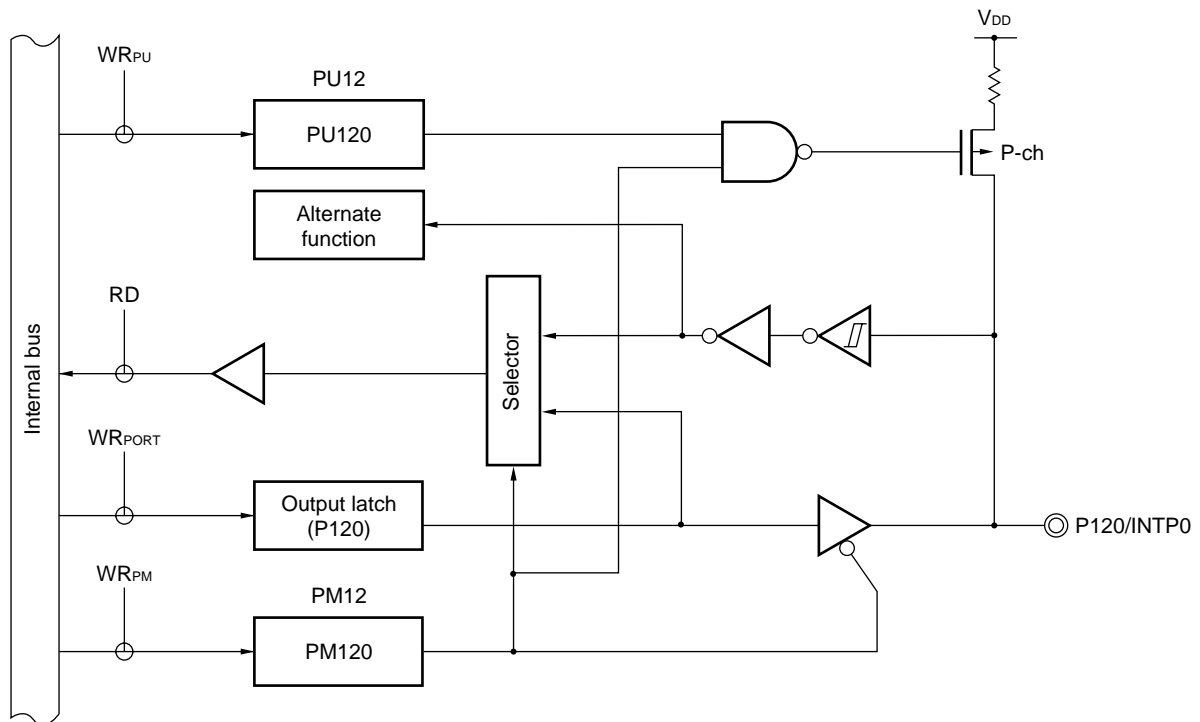 VDD
WRPU
PU12
PU120
P-ch
Alternate
function
RD
Selector
Internal bus
WRPORT
Output latch
(P120)
P120/INTP0
WRPM
PM12
PM120